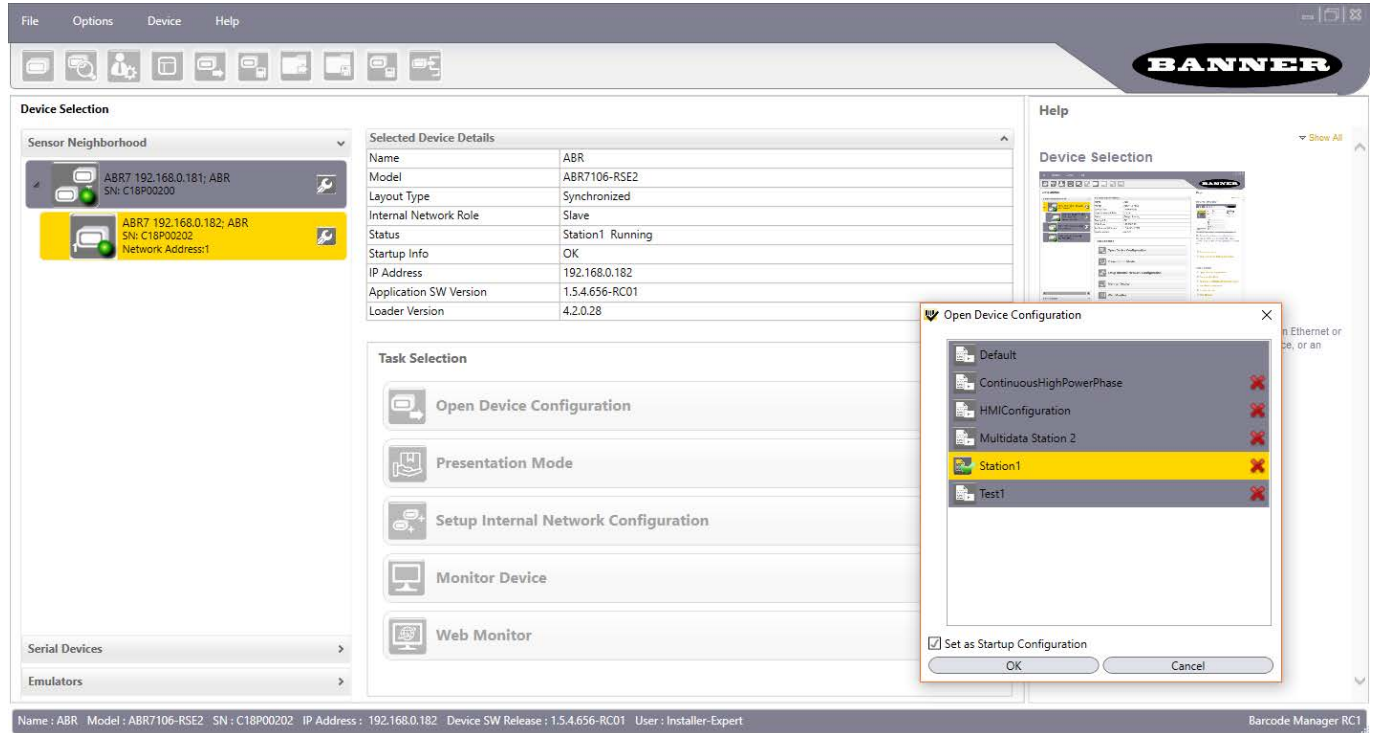 File Options Device Help
BANNER
Device Selection
Help
Sensor Neighborhood
ABR7 192.168.0.181; ABR
SN: C18P00200
ABR7 192.168.0.182; ABR
SN: C18P00202
Network Address:1
Serial Devices
Emulators
Selected Device Details
Name ABR
Model ABR7106-RSE2
Layout Type Synchronized
Internal Network Role Slave
Status Station1 Running
Startup Info OK
IP Address 192.168.0.182
Application SW Version 1.5.4.656-RC01
Loader Version 4.2.0.28
Task Selection
Open Device Configuration
Presentation Mode
Setup Internal Network Configuration
Monitor Device
Web Monitor
Show All
Device Selection
n Ethernet or
ce, or an
Open Device Configuration
Default
ContinuousHighPowerPhase
HMIConfiguration
Multidata Station 2
Station1
Test1
Set as Startup Configuration
OK Cancel
Name : ABR Model : ABR7106-RSE2 SN : C18P00202 IP Address : 192.168.0.182 Device SW Release : 1.5.4.656-RC01 User : Installer-Expert Barcode Manager RC1